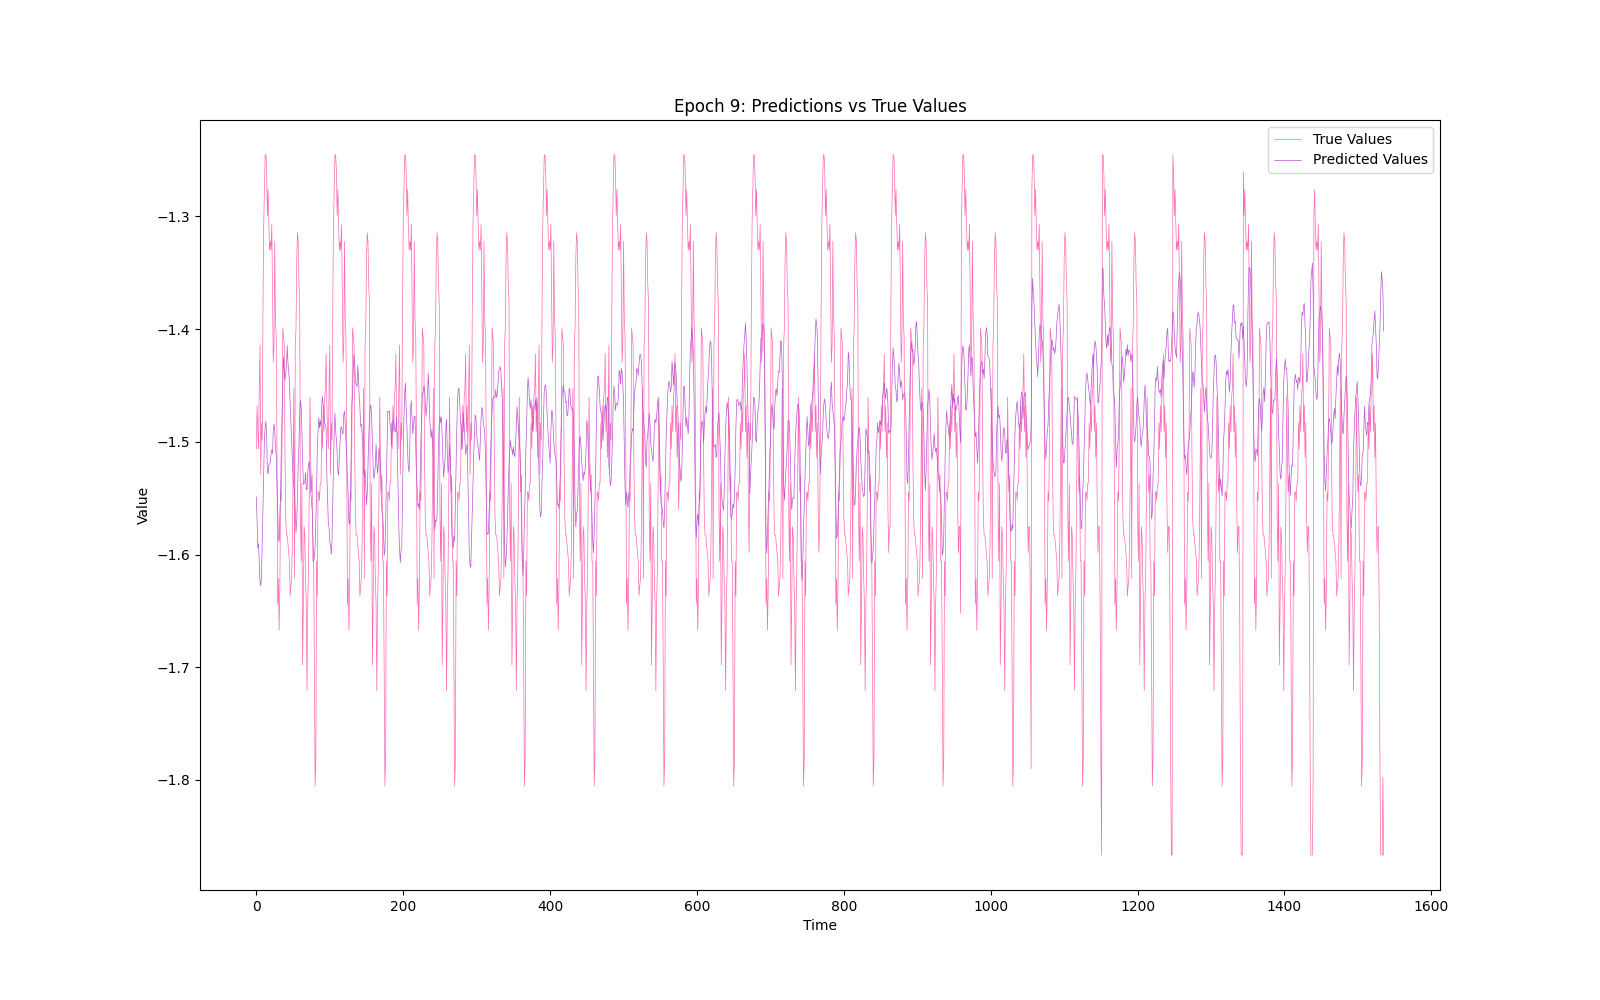 Epoch 9: Predictions vs True Values
True Values
Predicted Values
−1.3
−1.4
−1.5
−1.6
−1.7
−1.8
Value
0 200 400 600 800 1000 1200 1400 1600
Time